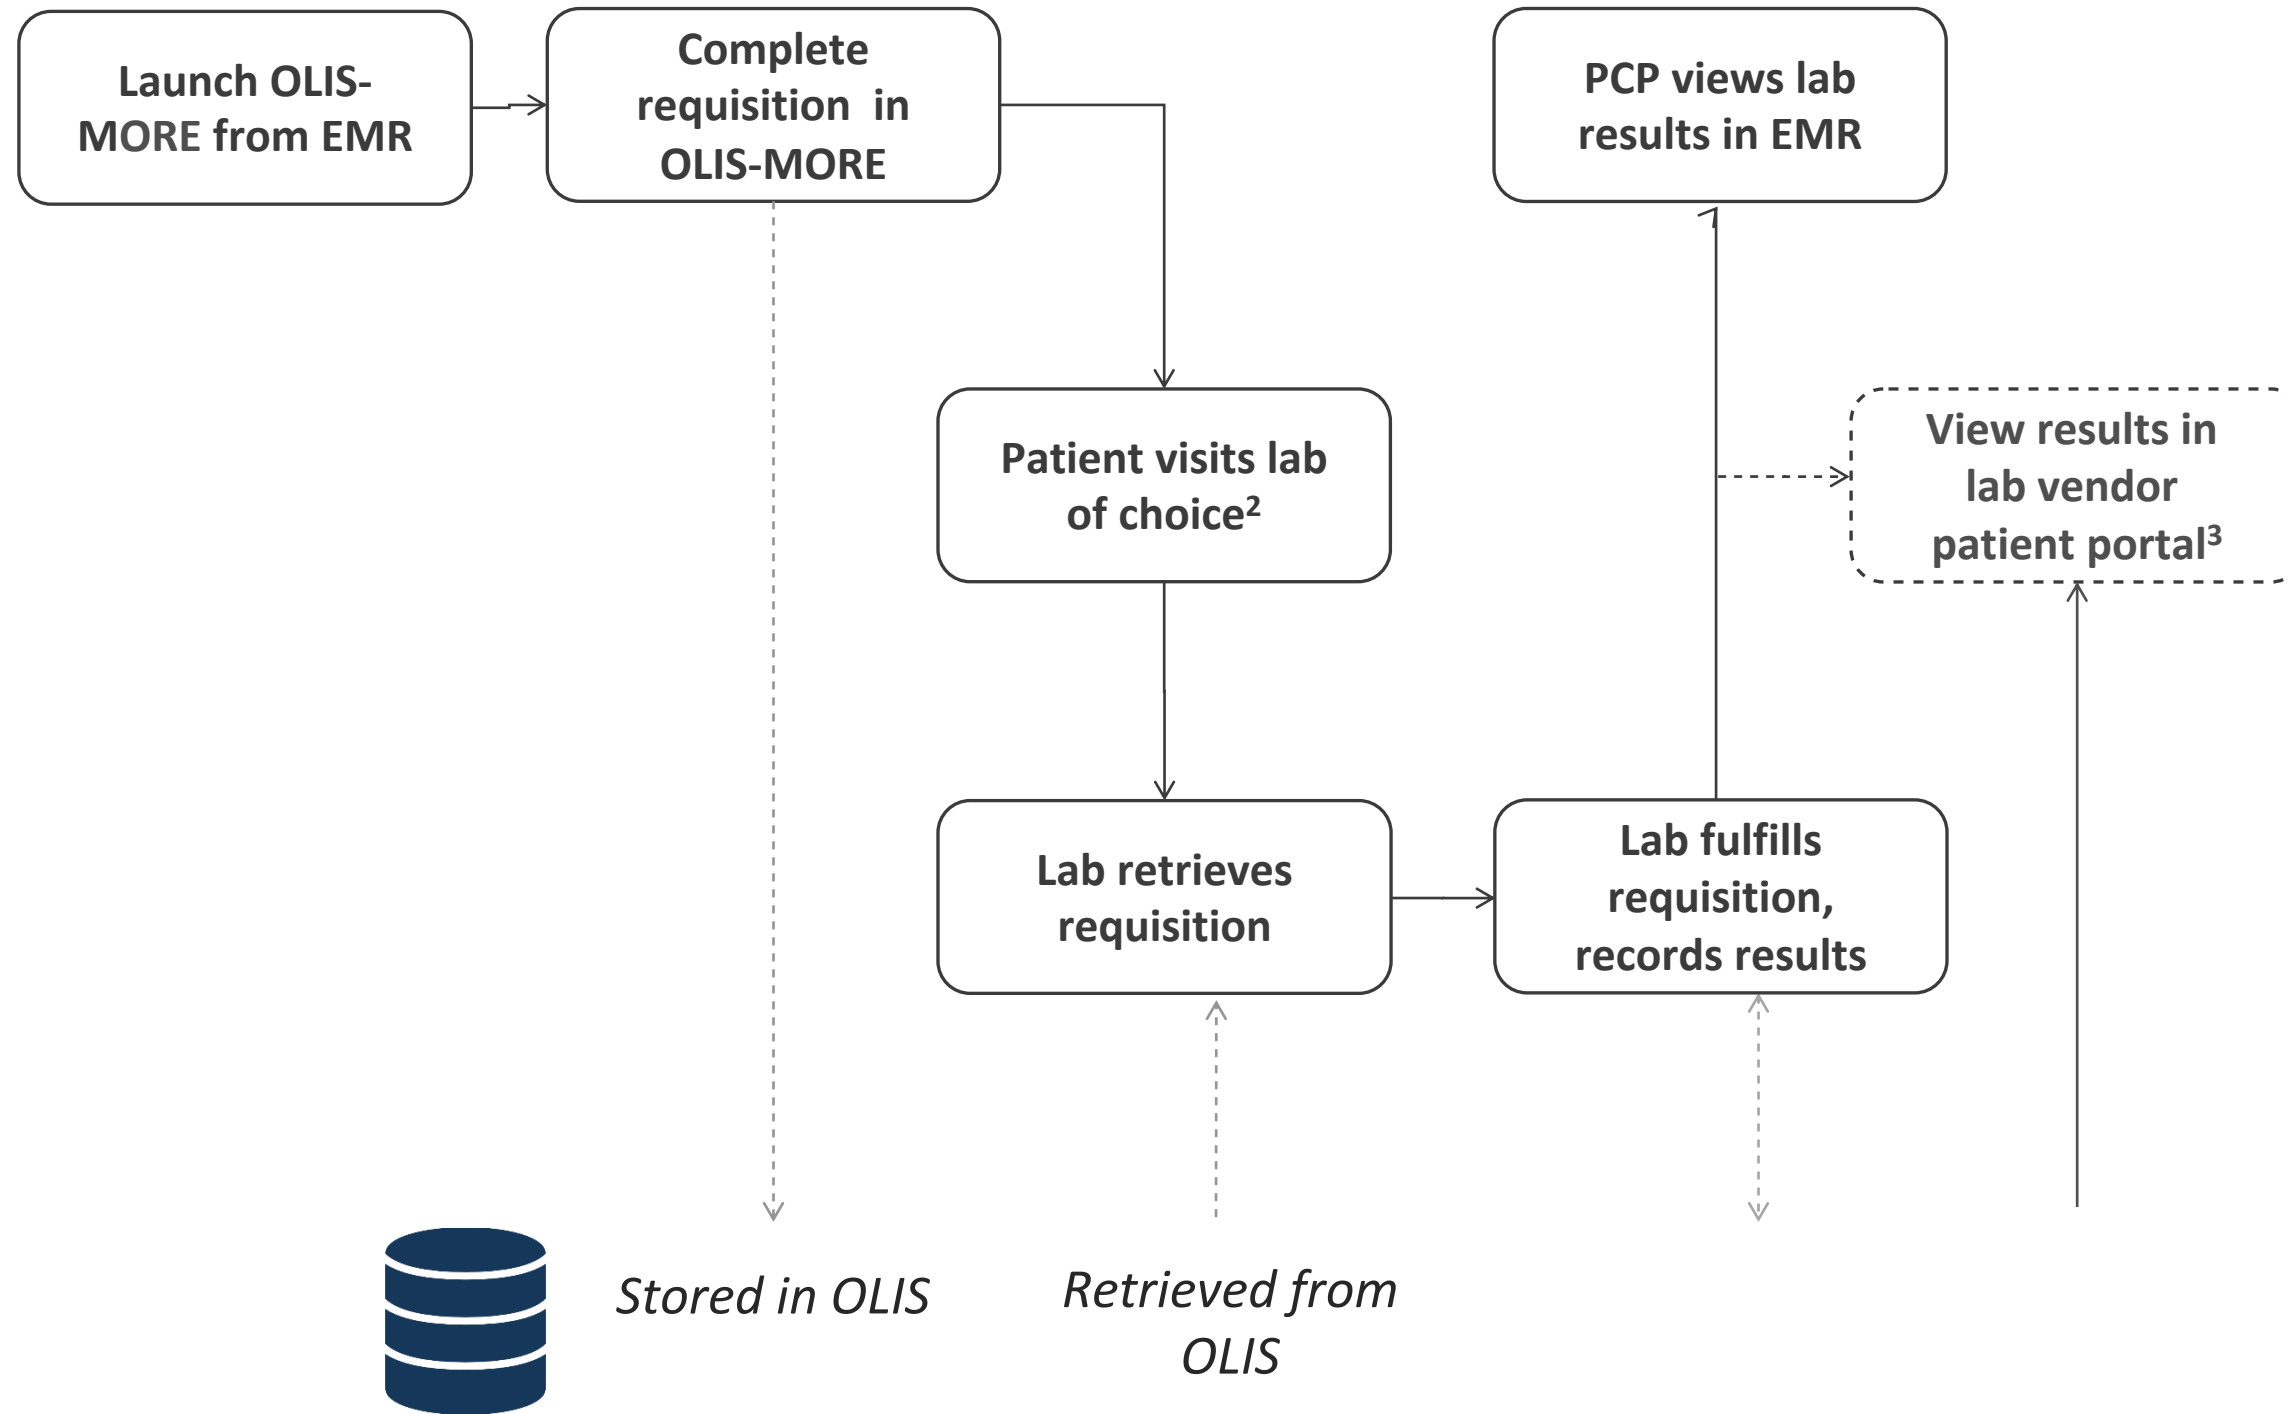 Launch OLIS-
MORE from EMR
Complete
requisition in
OLIS-MORE
PCP views lab
results in EMR
Patient visits lab
of choice²
View results in
lab vendor
patient portal³
Lab retrieves
requisition
Lab fulfills
requisition,
records results
Stored in OLIS
Retrieved from
OLIS